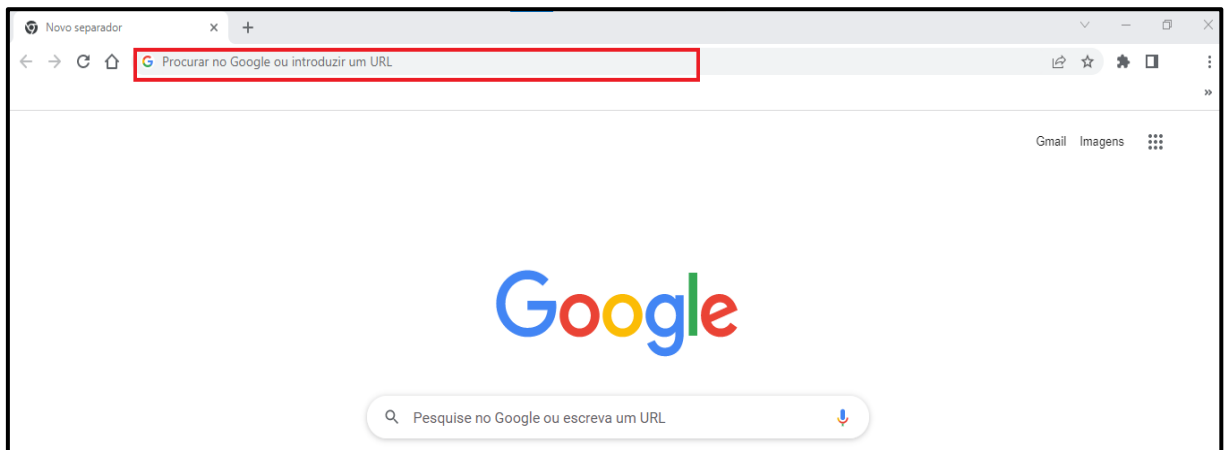 Novo separador
Procurar no Google ou introduzir um URL
Gmail Imagens
Google
Pesquise no Google ou escreva um URL